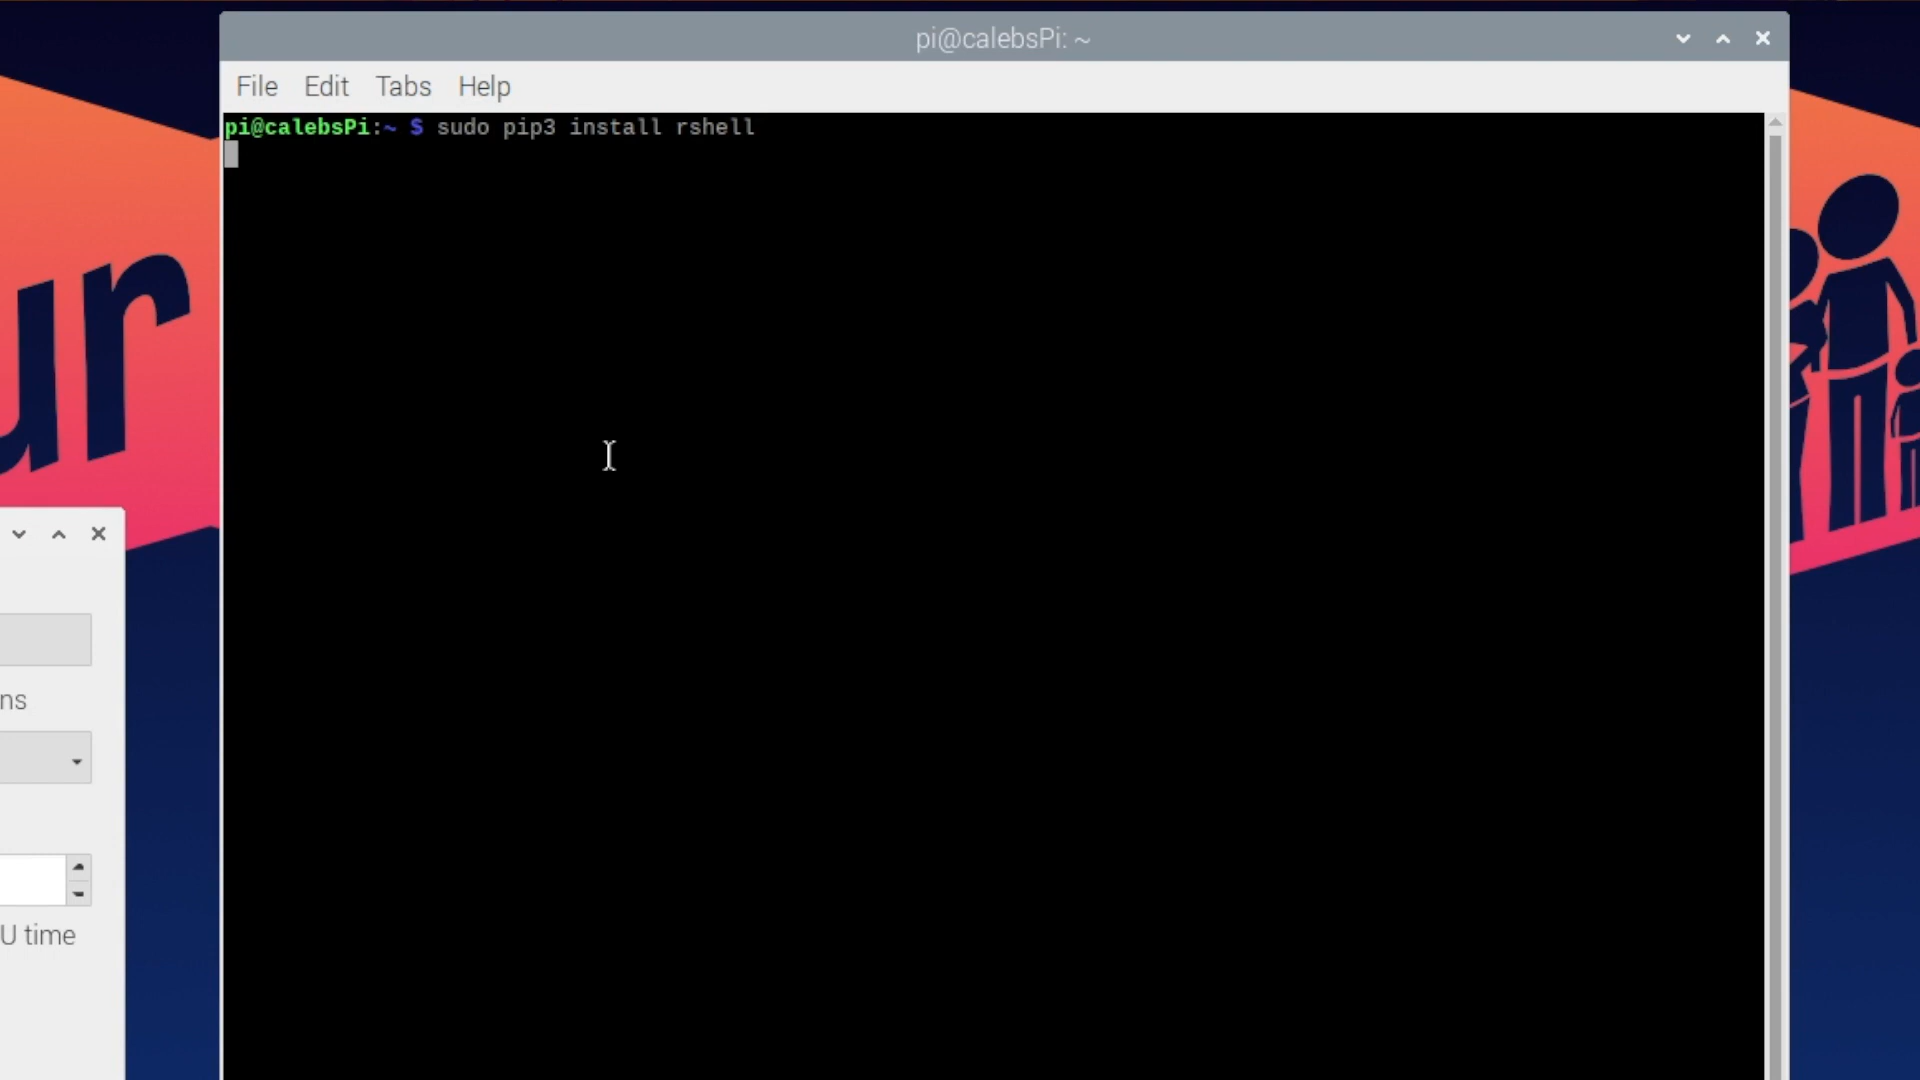 pi@calebsPi: ~
File Edit Tabs Help
pi@calebsPi:~ $ sudo pip3 install rshell
ur
ns
U time